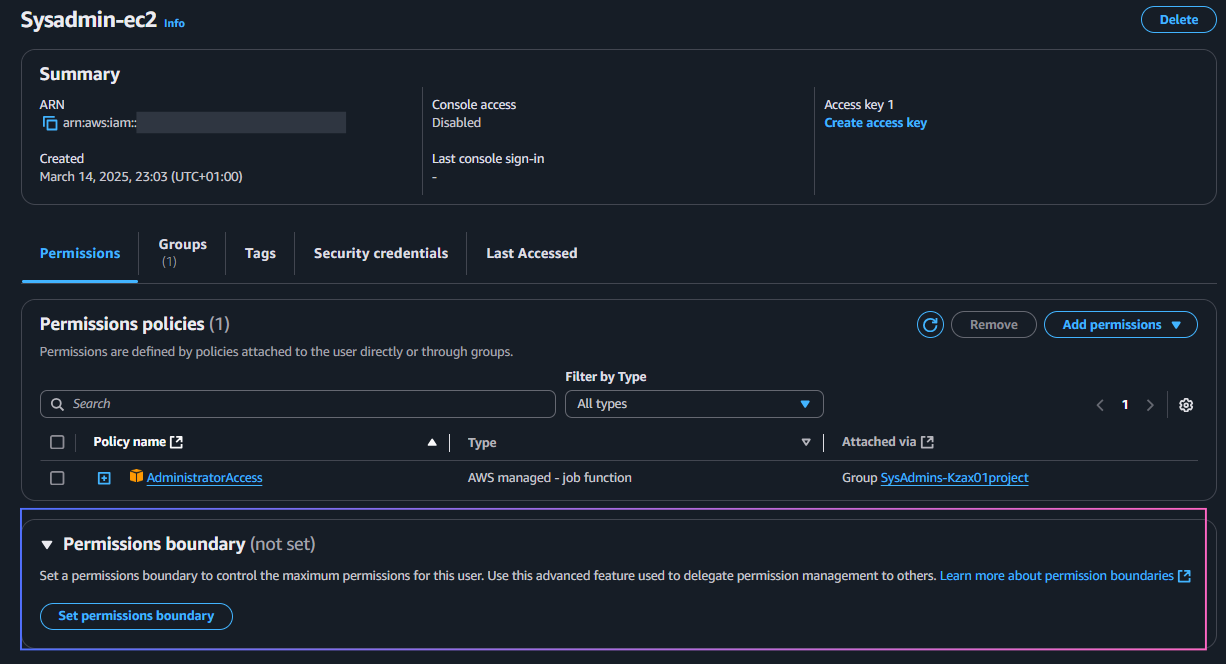 Sysadmin-ec2 Info
Delete
Summary
ARN
arn:aws:iam::
Created
March 14, 2025, 23:03 (UTC+01:00)
Console access
Disabled
Last console sign-in
-
Access key 1
Create access key
Permissions
Groups
(1)
Tags
Security credentials
Last Accessed
Permissions policies (1)
Remove
Add permissions
Permissions are defined by policies attached to the user directly or through groups.
Filter by Type
Search
All types
1
Policy name
Type
Attached via
AdministratorAccess
AWS managed - job function
Group SysAdmins-Kzax01project
Permissions boundary (not set)
Set a permissions boundary to control the maximum permissions for this user. Use this advanced feature used to delegate permission management to others. Learn more about permission boundaries
Set permissions boundary